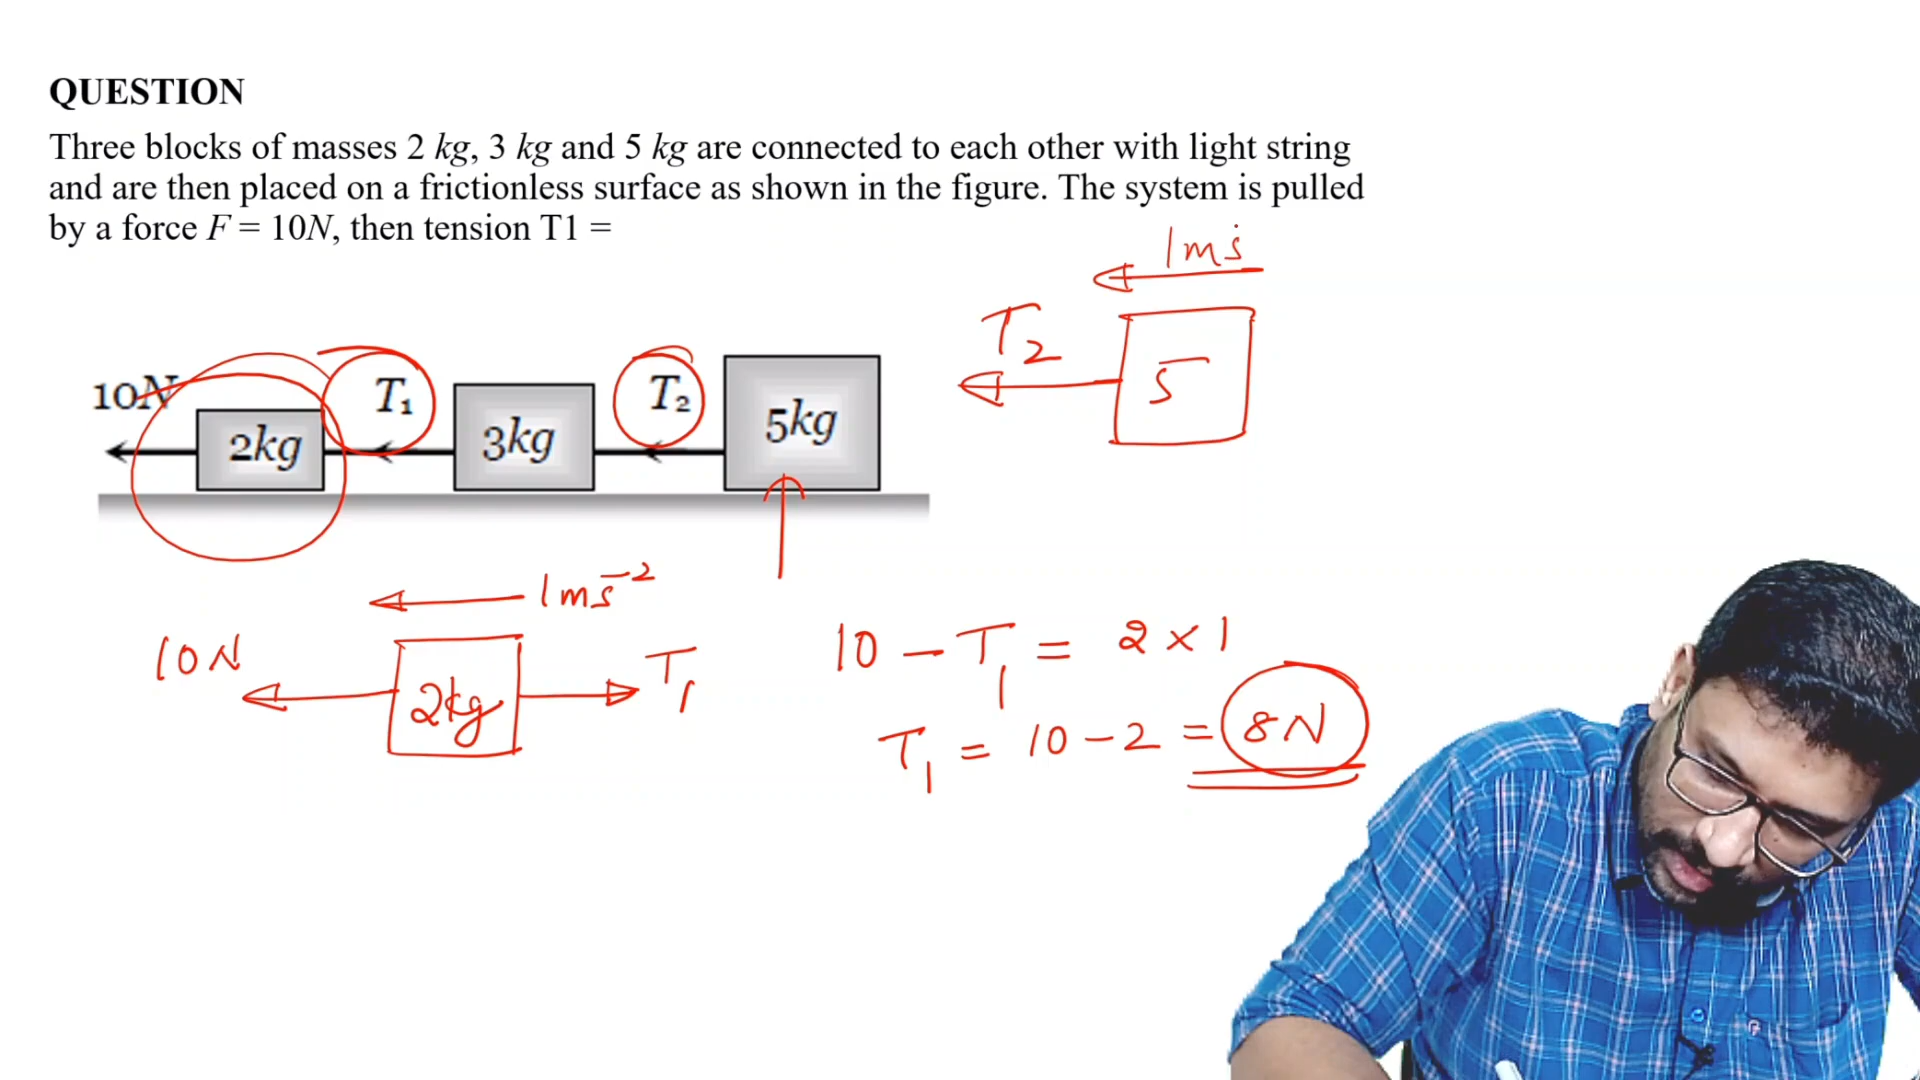 QUESTION
Three blocks of masses 2 kg, 3 kg and 5 kg are connected to each other with light string
and are then placed on a frictionless surface as shown in the figure. The system is pulled
by a force F = 10N, then tension T1 =
1ms
T₂
5
10N
T₁
T₂
2kg
3kg
5kg
1ms⁻²
10N
2kg
T₁
10 − T₁ = 2 × 1
T₁ = 10 − 2 = 8N